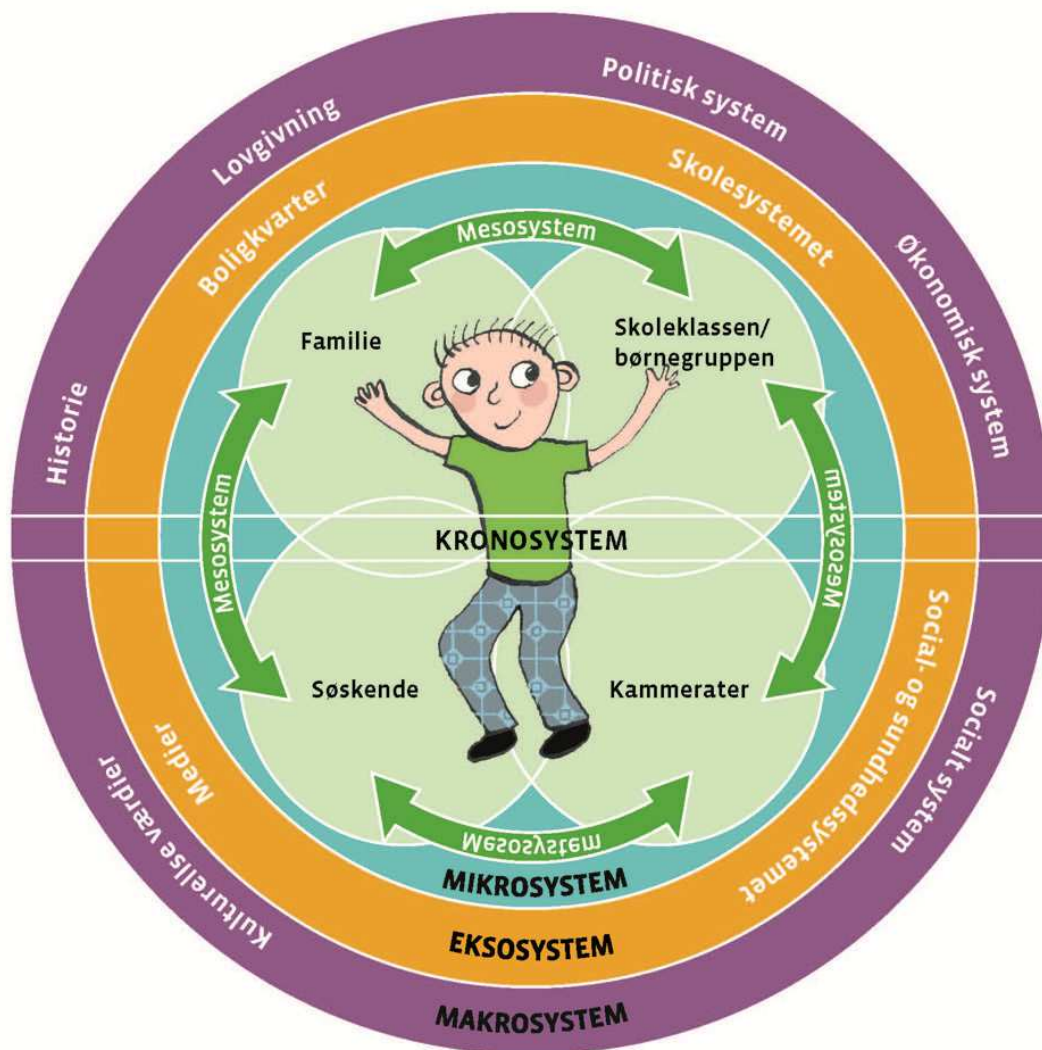 Politisk system
Lovgivning
Skolesystemet
Boligkvarter
Økonomisk system
Mesosystem
Familie
Skoleklassen/
børnegruppen
Historie
Mesosystem
Mesosystem
KRONOSYSTEM
Søskende
Kammerater
Social- og sundhedssystemet
Socialt system
Medier
Kulturrellse værdier
Mesosystem
MIKROSYSTEM
EKSOSYSTEM
MAKROSYSTEM